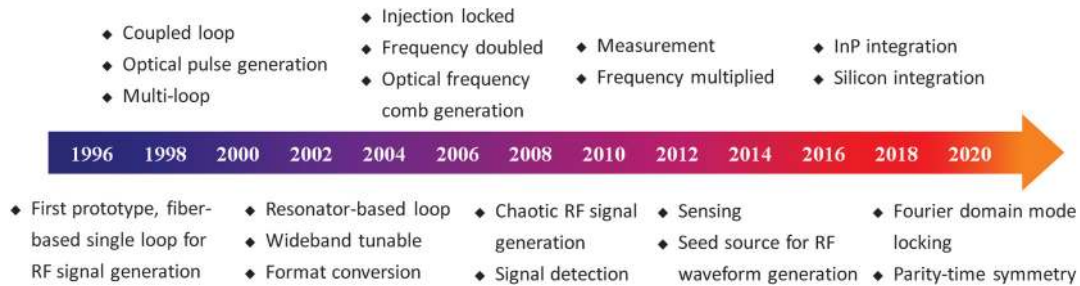 ◆ Coupled loop
◆ Optical pulse generation
◆ Multi-loop
◆ Injection locked
◆ Frequency doubled
◆ Optical frequency
comb generation
◆ Measurement
◆ Frequency multiplied
◆ InP integration
◆ Silicon integration
1996 1998 2000 2002 2004 2006 2008 2010 2012 2014 2016 2018 2020
◆ First prototype, fiber-
based single loop for
RF signal generation
◆ Resonator-based loop
◆ Wideband tunable
◆ Format conversion
◆ Chaotic RF signal
generation
◆ Signal detection
◆ Sensing
◆ Seed source for RF
waveform generation
◆ Fourier domain mode
locking
◆ Parity-time symmetry